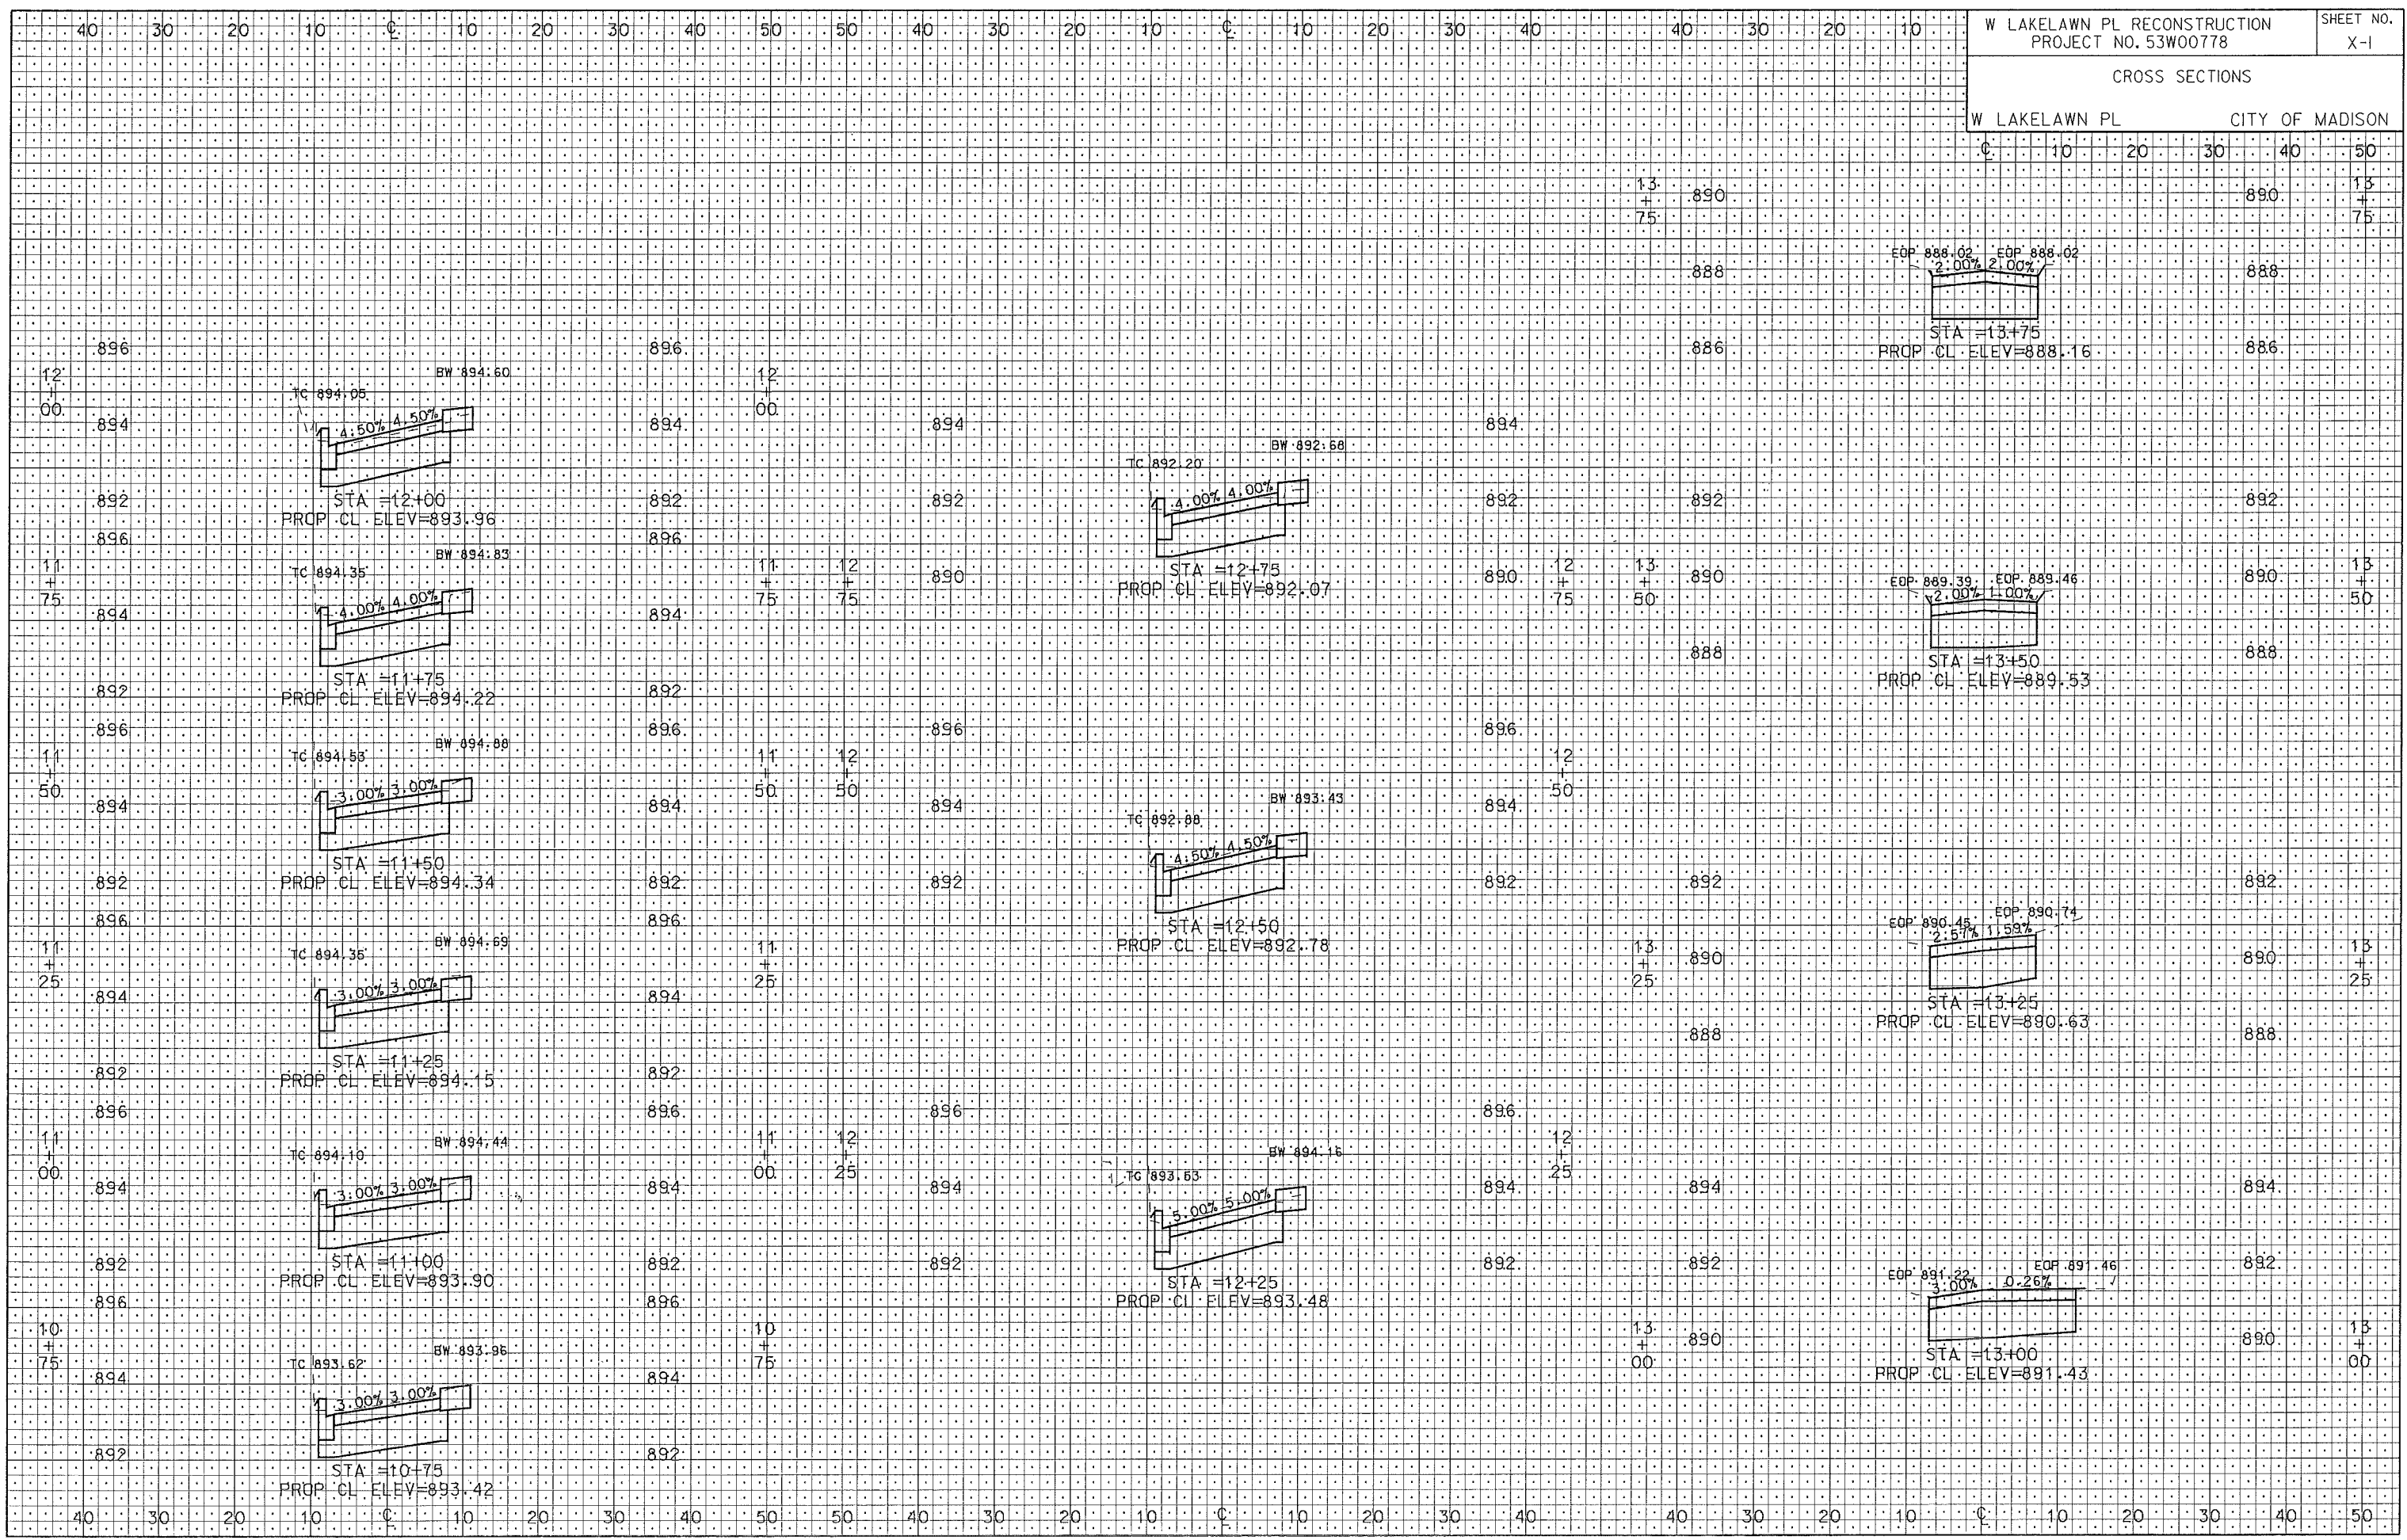 40 30 20 10 CL 10 20 30 40 50 50 40 30 20 10 CL 10 20 30 40 40 30 20 10
W LAKELAWN PL RECONSTRUCTION
PROJECT NO. 53W00778
SHEET NO.
X-1
CROSS SECTIONS
W LAKELAWN PL CITY OF MADISON
CL 10 20 30 40 50
896 896
12
+
00
12
+
00
TC 894.05
BW 894.60
4.50% 4.50%
894 894
STA =12+00
892 892
PROP CL ELEV=893.96
896 896
11
+
75
11
+
75
TC 894.35
BW 894.83
4.00% 4.00%
894 894
STA =11+75
892 892
PROP CL ELEV=894.22
896 896
11
+
50
11
+
50
TC 894.53
BW 894.88
3.00% 3.00%
894 894
STA =11+50
892 892
PROP CL ELEV=894.34
896 896
11
+
25
11
+
25
TC 894.35
BW 894.69
3.00% 3.00%
894 894
STA =11+25
892 892
PROP CL ELEV=894.15
896 896
11
+
00
11
+
00
TC 894.10
BW 894.44
3.00% 3.00%
894 894
STA =11+00
892 892
PROP CL ELEV=893.90
896 896
10
+
75
10
+
75
TC 893.62
BW 893.96
3.00% 3.00%
894 894
892 892
STA =10+75
PROP CL ELEV=893.42
894 894
TC 892.20
BW 892.68
4.00% 4.00%
892 892
12
+
75
12
+
75
890 890
STA =12+75
PROP CL ELEV=892.07
896 896
12
+
50
12
+
50
894 894
TC 892.88
BW 893.43
4.50% 4.50%
892 892
STA =12+50
PROP CL ELEV=892.78
896 896
12
+
25
12
+
25
TC 893.53
BW 894.16
894 894
5.00% 5.00%
892 892
STA =12+25
PROP CL ELEV=893.48
13
+
75
13
+
75
890 890
EOP 888.02 EOP 888.02
2.00% 2.00%
888 888
STA =13+75
886 886
PROP CL ELEV=888.16
892 892
13
+
50
13
+
50
890 890
EOP 889.39 EOP 889.46
2.00% 1.00%
888 888
STA =13+50
PROP CL ELEV=889.53
892 892
EOP 890.45 EOP 890.74
2.57% 1.59%
13
+
25
13
+
25
890 890
STA =13+25
PROP CL ELEV=890.63
888 888
894 894
892 892
EOP 891.22 EOP 891.46
3.00% 0.26%
13
+
00
13
+
00
890 890
STA =13+00
PROP CL ELEV=891.43
40 30 20 10 CL 10 20 30 40 50 50 40 30 20 10 CL 10 20 30 40 40 30 20 10 CL 10 20 30 40 50